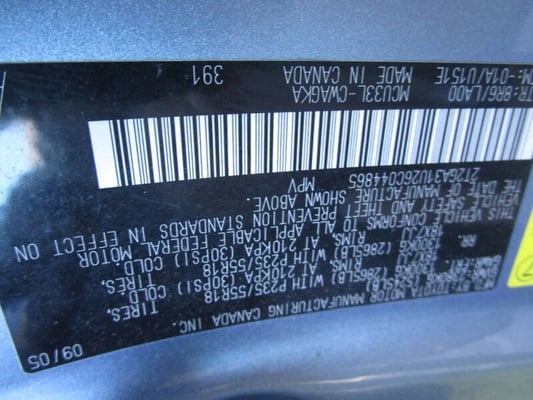 TOYOTA MOTOR MANUFACTURING CANADA INC. 09/05
(5245LB)
(2865LB) WITH P235/55R18 TIRES.
RIMS, AT 210KPA (30PSI) COLD
RR. 1300KG (2865LB) WITH P235/55R18 TIRES.
18X7JJ RIMS, AT 210KPA (30PSI) COLD.
THIS VEHICLE CONFORMS TO ALL APPLICABLE FEDERAL MOTOR
VEHICLE SAFETY AND THEFT PREVENTION STANDARDS IN EFFECT ON
THE DATE OF MANUFACTURE SHOWN ABOVE.
2T2GA31U26C044865 MPV
TR: 8R6/LA00 MCU33L-CWAGKA 391
TM: -01A/U151E MADE IN CANADA